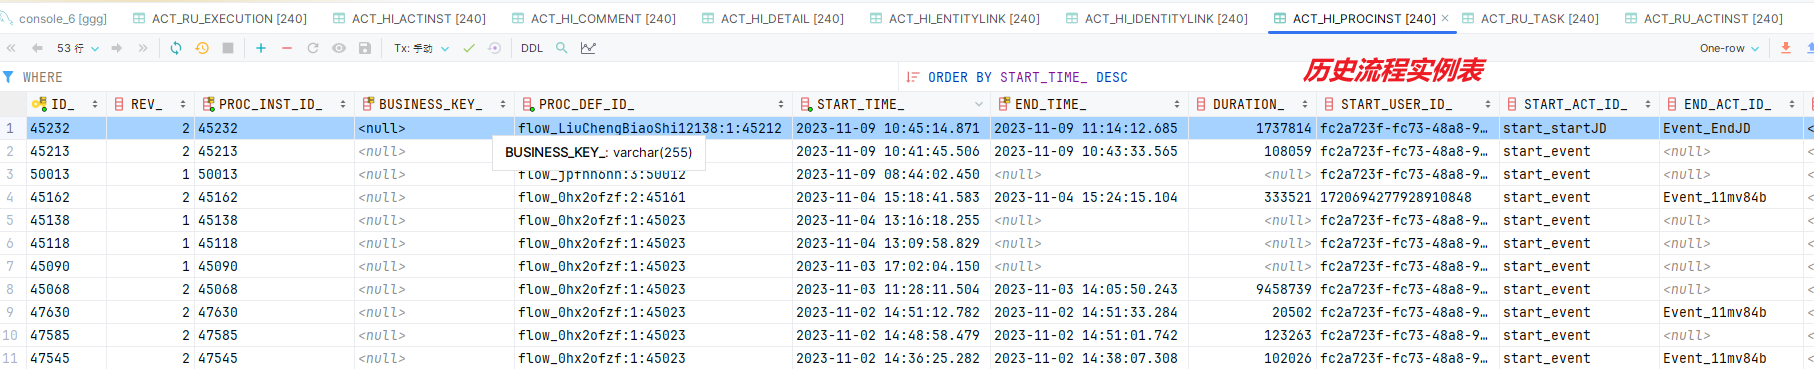 console_6 [ggg] ACT_RU_EXECUTION [240] ACT_HI_ACTINST [240] ACT_HI_COMMENT [240] ACT_HI_DETAIL [240] ACT_HI_ENTITYLINK [240] ACT_HI_IDENTITYLINK [240] ACT_HI_PROCINST [240] × ACT_RU_TASK [240] ACT_RU_ACTINST [240]
53 行 Tx: 手动 DDL One-row
WHERE ORDER BY START_TIME_ DESC 历史流程实例表
ID_ REV_ PROC_INST_ID_ BUSINESS_KEY_ PROC_DEF_ID_ START_TIME_ END_TIME_ DURATION_ START_USER_ID_ START_ACT_ID_ END_ACT_ID_
1 45232 2 45232 <null> flow_LiuChengBiaoShi12138:1:45212 2023-11-09 10:45:14.871 2023-11-09 11:14:12.685 1737814 fc2a723f-fc73-48a8-9… start_startJD Event_EndJD <
2 45213 2 45213 <null> BUSINESS_KEY_: varchar(255) 2023-11-09 10:41:45.506 2023-11-09 10:43:33.565 108059 fc2a723f-fc73-48a8-9… start_event <null> <
3 50013 1 50013 <null> 2023-11-09 08:44:02.450 <null> <null> fc2a723f-fc73-48a8-9… start_event <null> <
4 45162 2 45162 <null> flow_0hx2ofzf:2:45161 2023-11-04 15:18:41.583 2023-11-04 15:24:15.104 333521 1720694277928910848 start_event Event_11mv84b <
5 45138 1 45138 <null> flow_0hx2ofzf:1:45023 2023-11-04 13:16:18.255 <null> <null> fc2a723f-fc73-48a8-9… start_event <null> <
6 45118 1 45118 <null> flow_0hx2ofzf:1:45023 2023-11-04 13:09:58.829 <null> <null> fc2a723f-fc73-48a8-9… start_event <null> <
7 45090 1 45090 <null> flow_0hx2ofzf:1:45023 2023-11-03 17:02:04.150 <null> <null> fc2a723f-fc73-48a8-9… start_event <null> <
8 45068 2 45068 <null> flow_0hx2ofzf:1:45023 2023-11-03 11:28:11.504 2023-11-03 14:05:50.243 9458739 fc2a723f-fc73-48a8-9… start_event <null> <
9 47630 2 47630 <null> flow_0hx2ofzf:1:45023 2023-11-02 14:51:12.782 2023-11-02 14:51:33.284 20502 fc2a723f-fc73-48a8-9… start_event Event_11mv84b <
10 47585 2 47585 <null> flow_0hx2ofzf:1:45023 2023-11-02 14:48:58.479 2023-11-02 14:51:01.742 123263 fc2a723f-fc73-48a8-9… start_event <null> <
11 47545 2 47545 <null> flow_0hx2ofzf:1:45023 2023-11-02 14:36:25.282 2023-11-02 14:38:07.308 102026 fc2a723f-fc73-48a8-9… start_event Event_11mv84b <